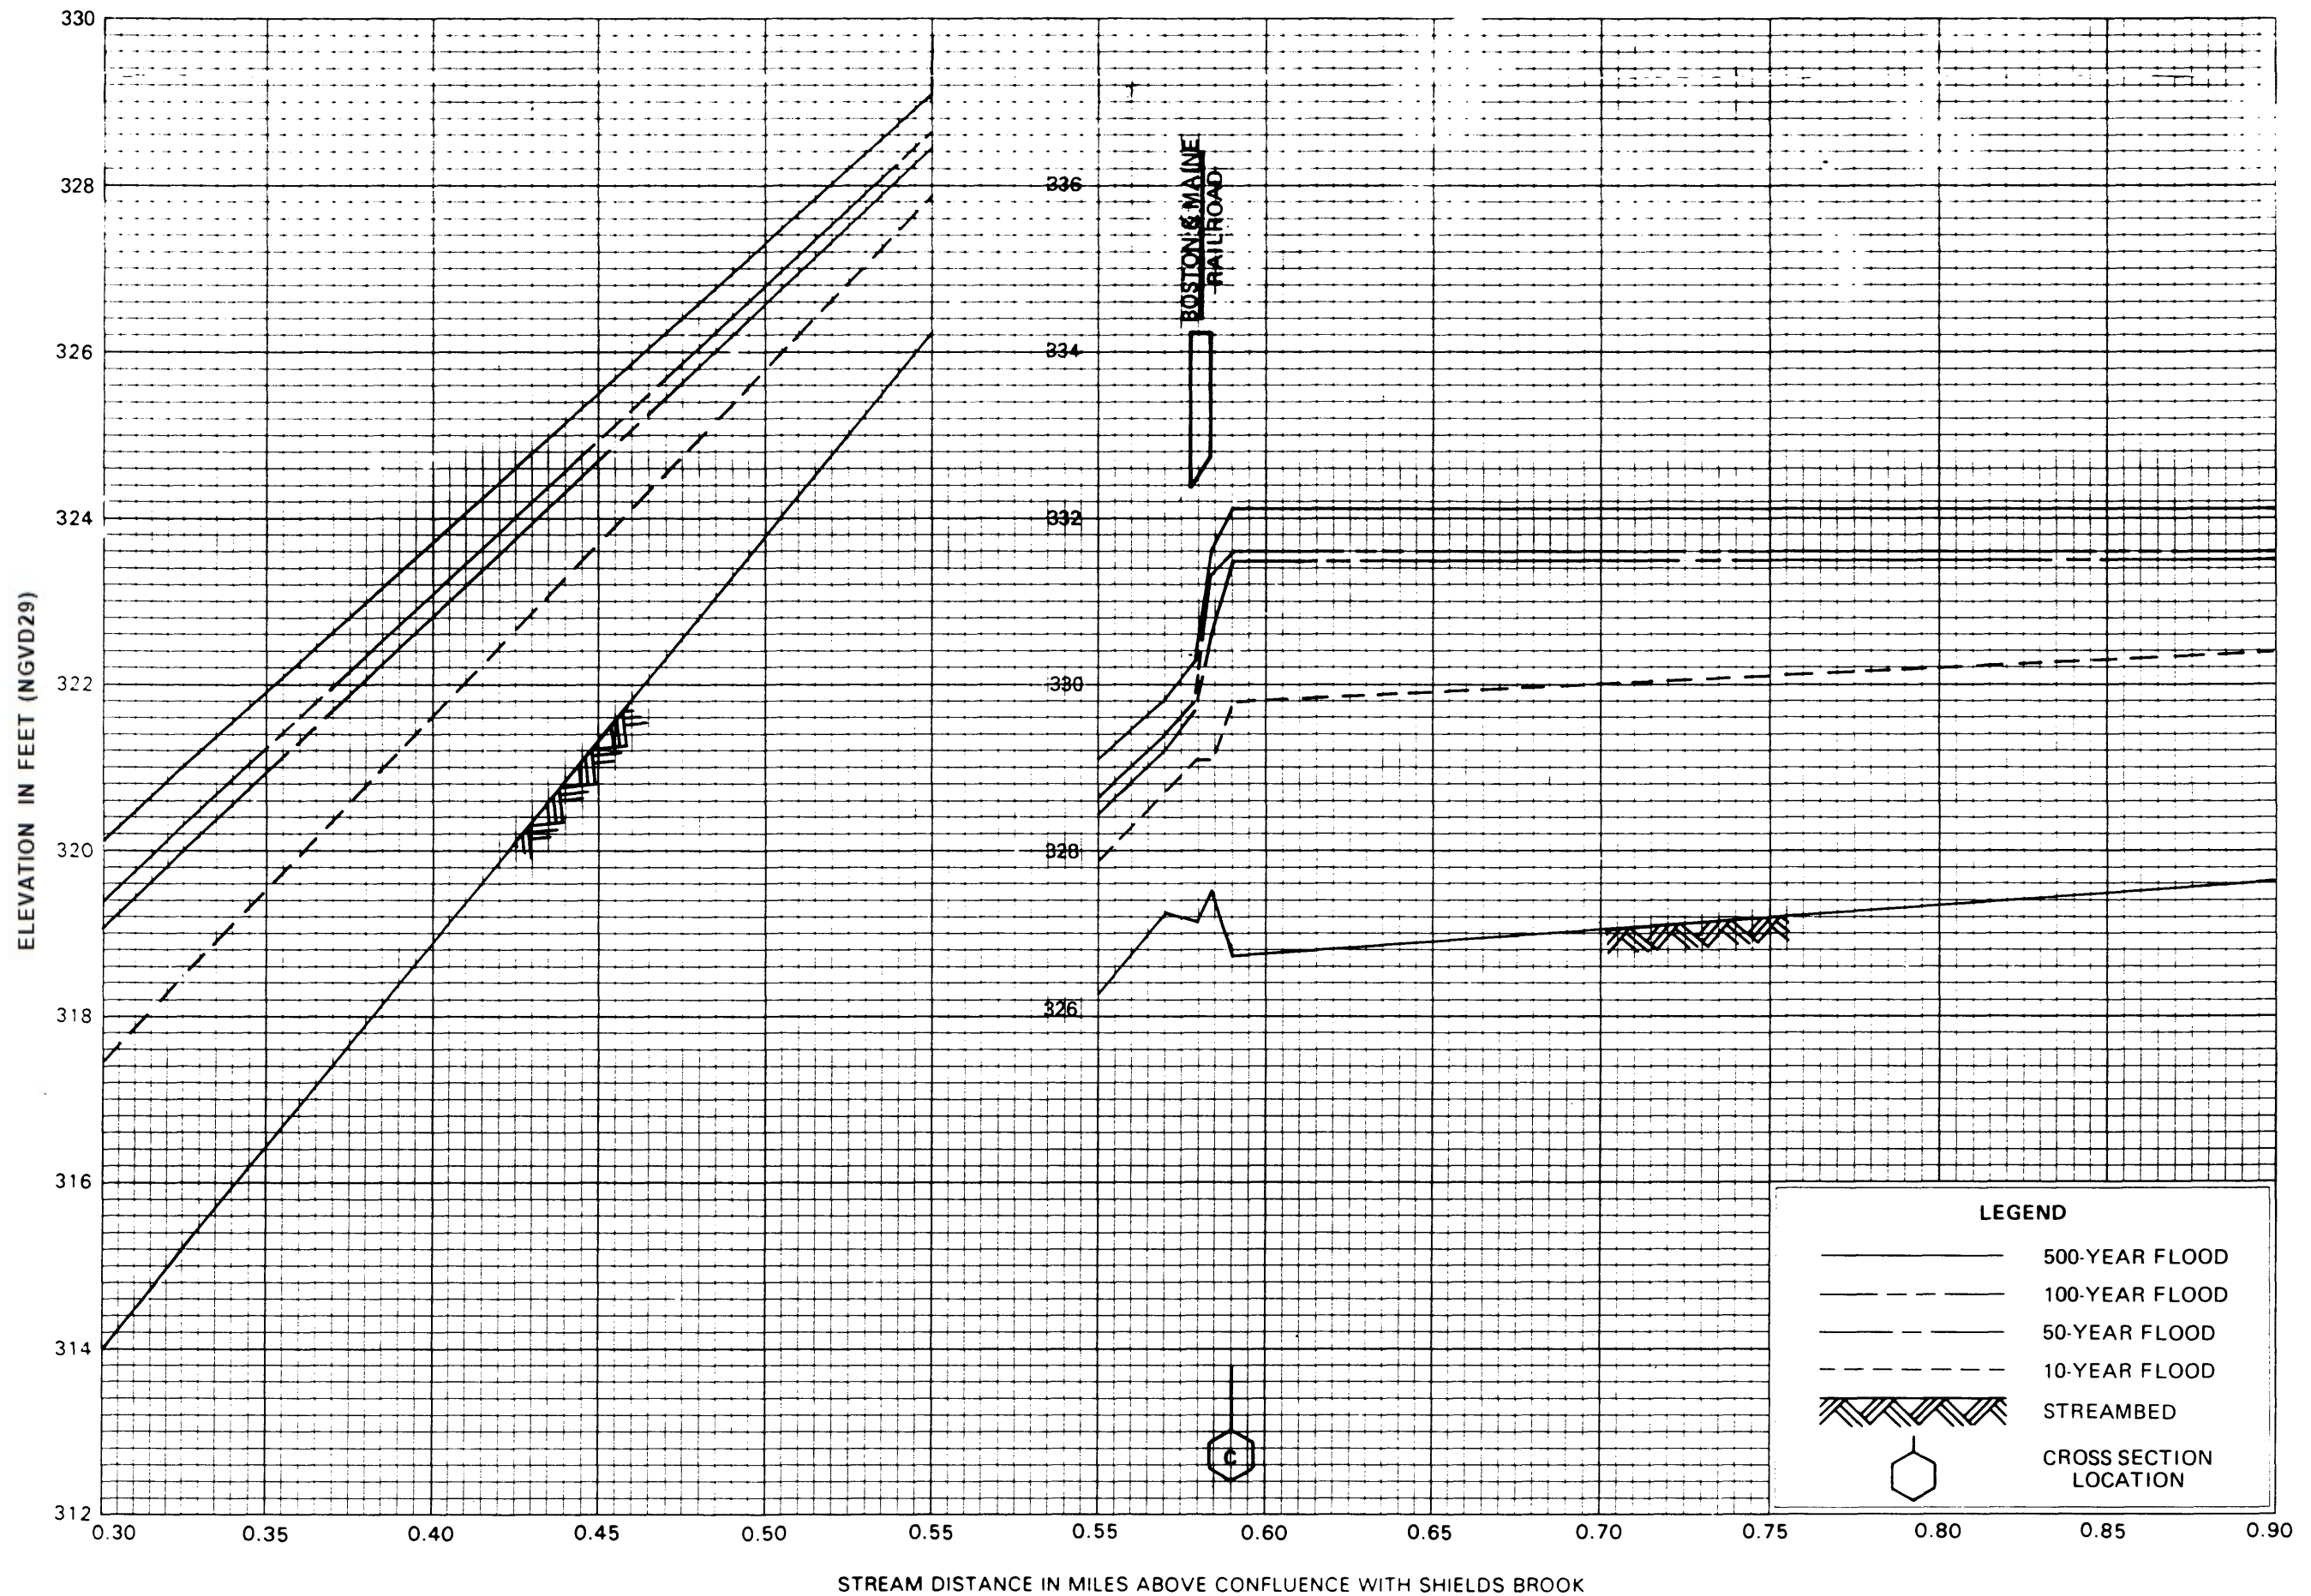 330
328
326
324
322
320
318
316
314
312
ELEVATION IN FEET (NGVD29)
336
334
332
330
328
326
BOSTON & MAINE
RAILROAD
C
LEGEND
500-YEAR FLOOD
100-YEAR FLOOD
50-YEAR FLOOD
10-YEAR FLOOD
STREAMBED
CROSS SECTION
LOCATION
0.30 0.35 0.40 0.45 0.50 0.55 0.55 0.60 0.65 0.70 0.75 0.80 0.85 0.90
STREAM DISTANCE IN MILES ABOVE CONFLUENCE WITH SHIELDS BROOK